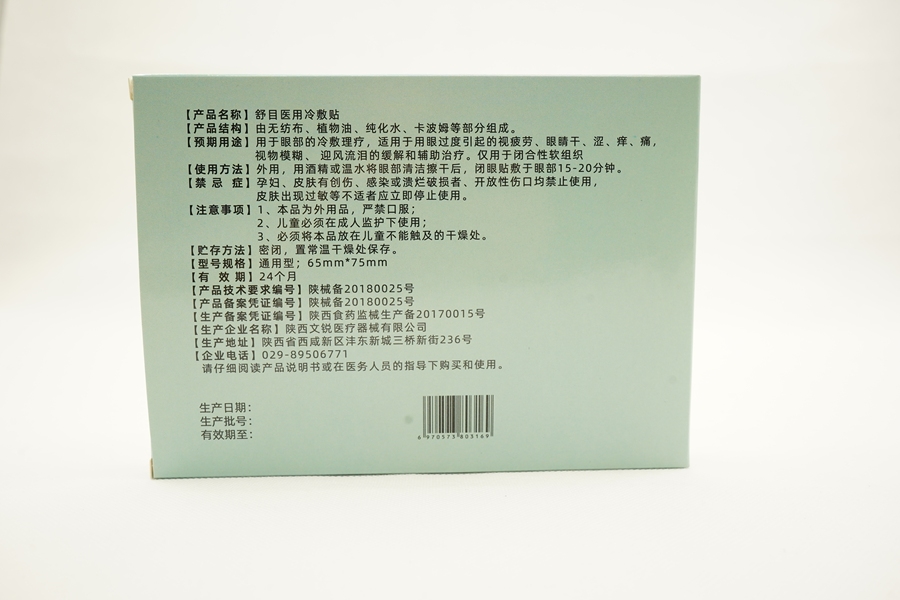 【产品名称】舒目医用冷敷贴
【产品结构】由无纺布、植物油、纯化水、卡波姆等部分组成。
【预期用途】用于眼部的冷敷理疗，适用于用眼过度引起的视疲劳、眼睛干、涩、痒、痛，
视物模糊、迎风流泪的缓解和辅助治疗。仅用于闭合性软组织
【使用方法】外用，用酒精或温水将眼部清洁擦干后，闭眼贴敷于眼部15-20分钟。
【禁忌症】孕妇、皮肤有创伤、感染或溃烂破损者、开放性伤口均禁止使用，
皮肤出现过敏等不适者应立即停止使用。
【注意事项】1、本品为外用品，严禁口服；
2、儿童必须在成人监护下使用；
3、必须将本品放在儿童不能触及的干燥处。
【贮存方法】密闭，置常温干燥处保存。
【型号规格】通用型；65mm*75mm
【有效期】24个月
【产品技术要求编号】陕械备20180025号
【产品备案凭证编号】陕械备20180025号
【生产备案凭证编号】陕西食药监械生产备20170015号
【生产企业名称】陕西文锐医疗器械有限公司
【生产地址】陕西省西咸新区沣东新城三桥新街236号
【企业电话】029-89506771
请仔细阅读产品说明书或在医务人员的指导下购买和使用。
生产日期：
生产批号：
有效期至：
6 970573 803169